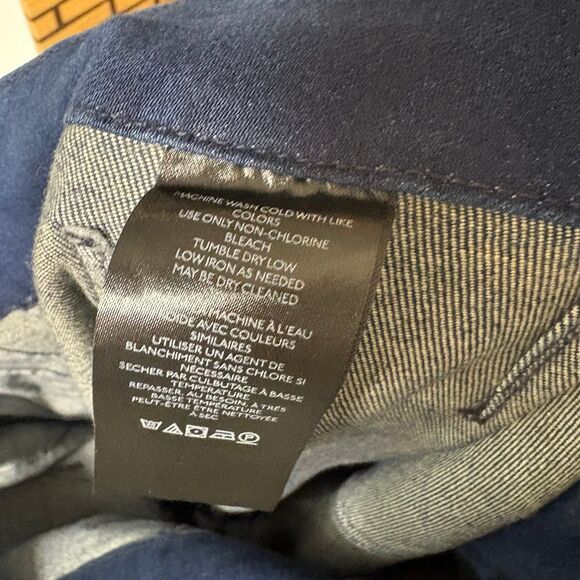 MACHINE WASH COLD WITH LIKE
COLORS
USE ONLY NON-CHLORINE
BLEACH
TUMBLE DRY LOW
LOW IRON AS NEEDED
MAY BE DRY CLEANED
MACHINE À L'EAU
AVEC COULEURS
SIMILAIRES
UTILISER UN AGENT DE
BLANCHIMENT SANS CHLORE SI
NÉCESSAIRE
SÉCHER PAR CULBUTAGE À BASSE
TEMPÉRATURE
REPASSER, AU BESOIN, À TRÈS
BASSE TEMPÉRATURE
PEUT-ÊTRE ÊTRE NETTOYÉE
À SEC